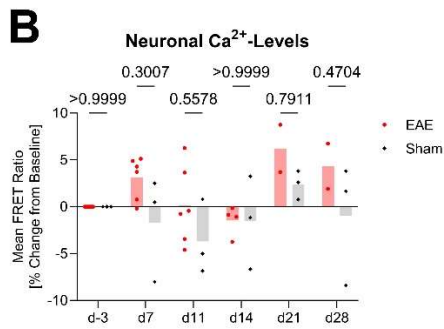 B
Neuronal Ca²⁺-Levels
0.3007 >0.9999 0.4704
>0.9999 0.5578 0.7911
EAE
Sham
Mean FRET Ratio
[% Change from Baseline]
10
5
0
-5
-10
d-3 d7 d11 d14 d21 d28